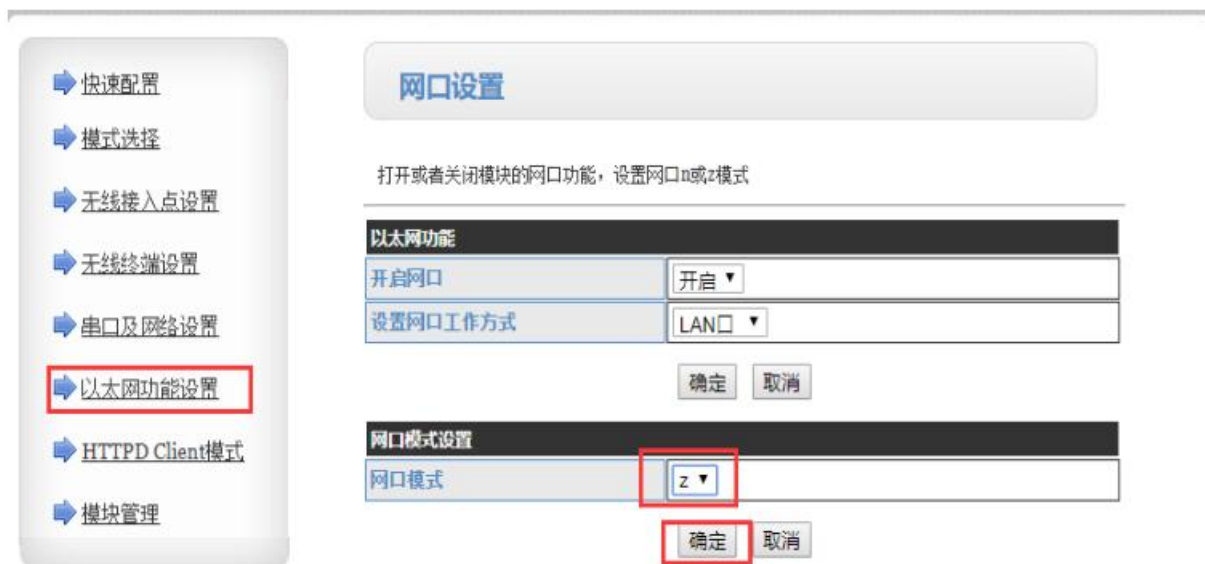 快速配置
模式选择
无线接入点设置
无线终端设置
串口及网络设置
以太网功能设置
HTTPD Client模式
模块管理
网口设置
打开或者关闭模块的网口功能，设置网口n或z模式
以太网功能
开启网口 开启
设置网口工作方式 LAN口
确定 取消
网口模式设置
网口模式 z
确定 取消